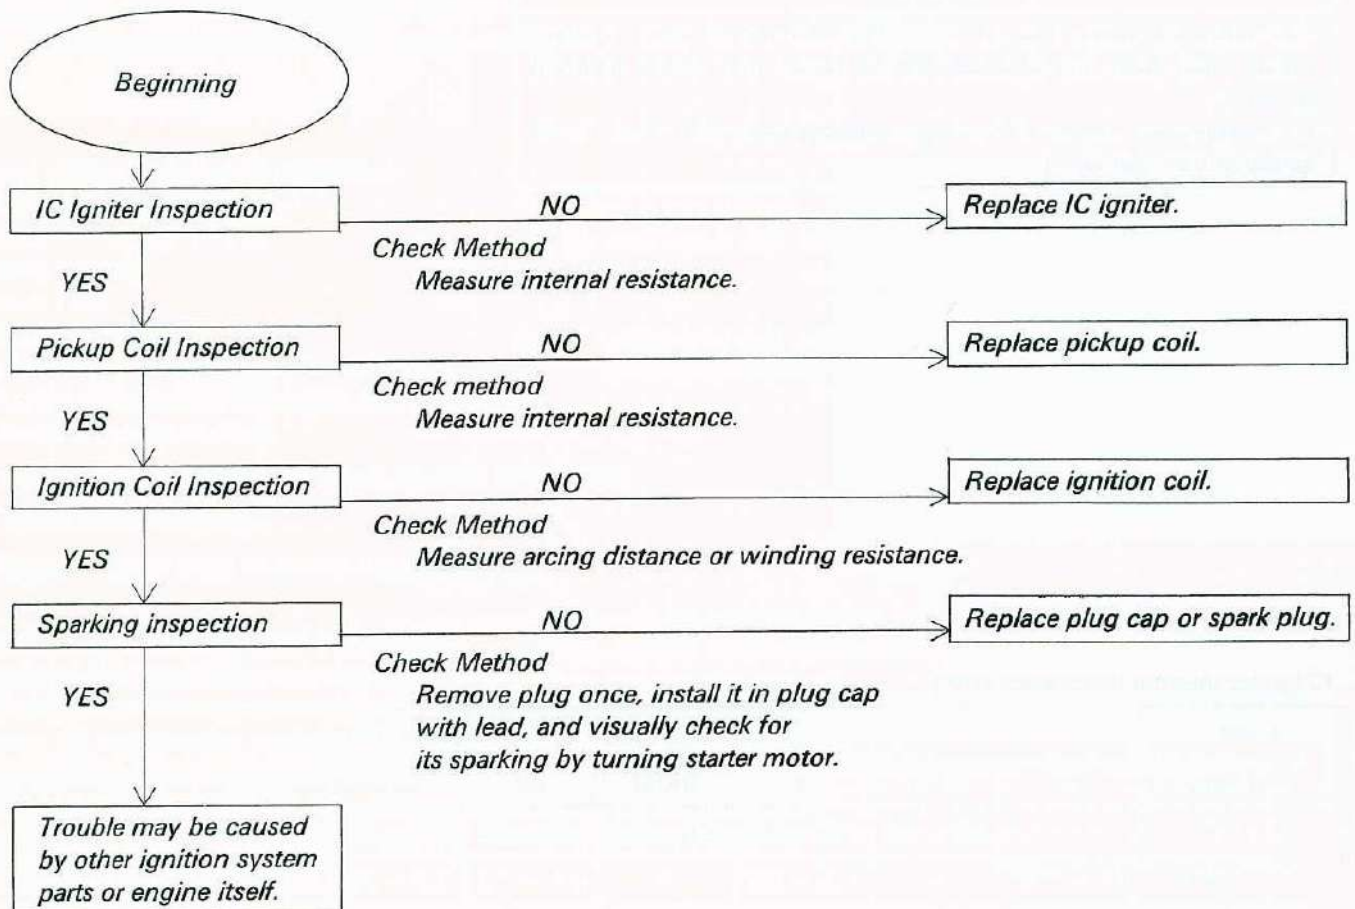 Beginning
IC Igniter Inspection
NO
Replace IC igniter.
Check Method
Measure internal resistance.
YES
Pickup Coil Inspection
NO
Replace pickup coil.
Check method
Measure internal resistance.
YES
Ignition Coil Inspection
NO
Replace ignition coil.
Check Method
Measure arcing distance or winding resistance.
YES
Sparking inspection
NO
Replace plug cap or spark plug.
Check Method
Remove plug once, install it in plug cap
with lead, and visually check for
its sparking by turning starter motor.
YES
Trouble may be caused
by other ignition system
parts or engine itself.